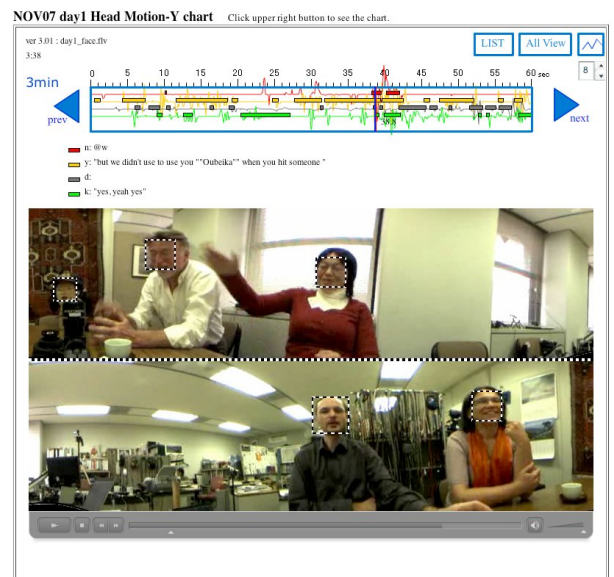 NOV07 day1 Head Motion-Y chart Click upper right button to see the chart.
ver 3.01 : day1_face.flv LIST All View
3:38
8
0 5 10 15 20 25 30 35 40 45 50 55 60 sec
3min
prev 38.8 next
n: @w
y: "but we didn't use to use you ""Oubeika"" when you hit someone "
d:
k: "yes, yeah yes"